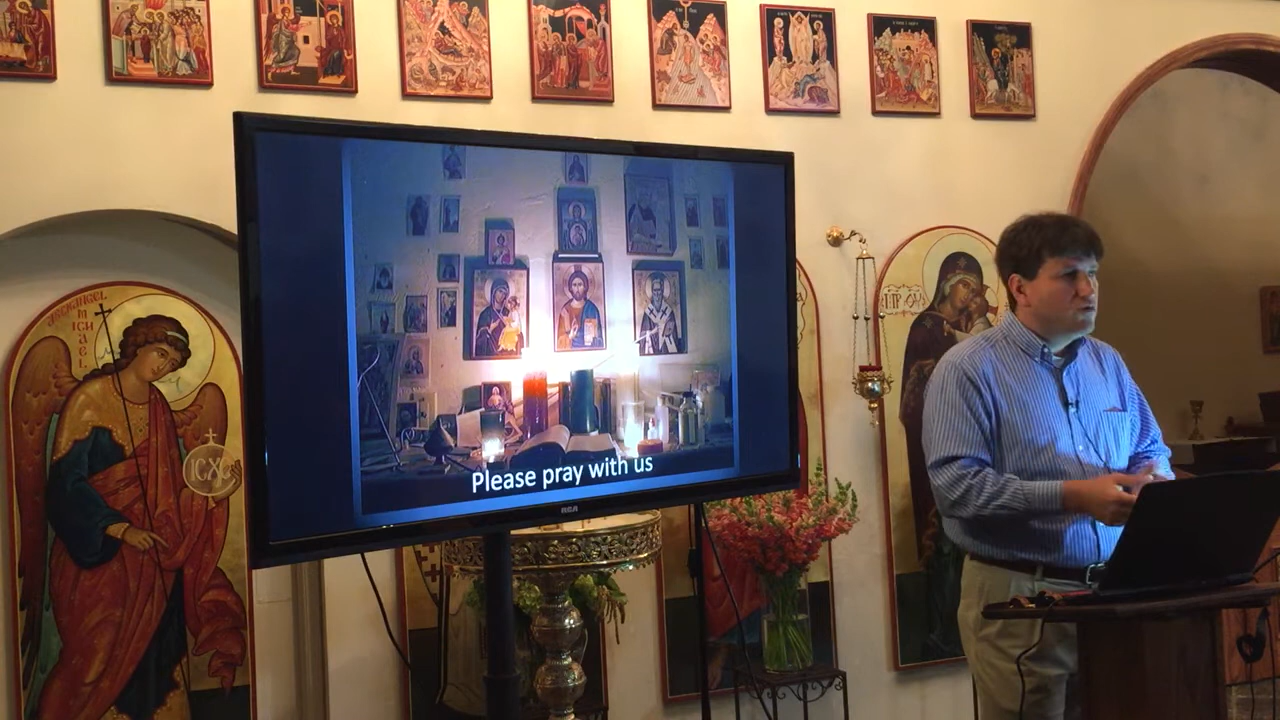 ARCHANGEL
MICHAEL
IC XC
Please pray with us
RCA